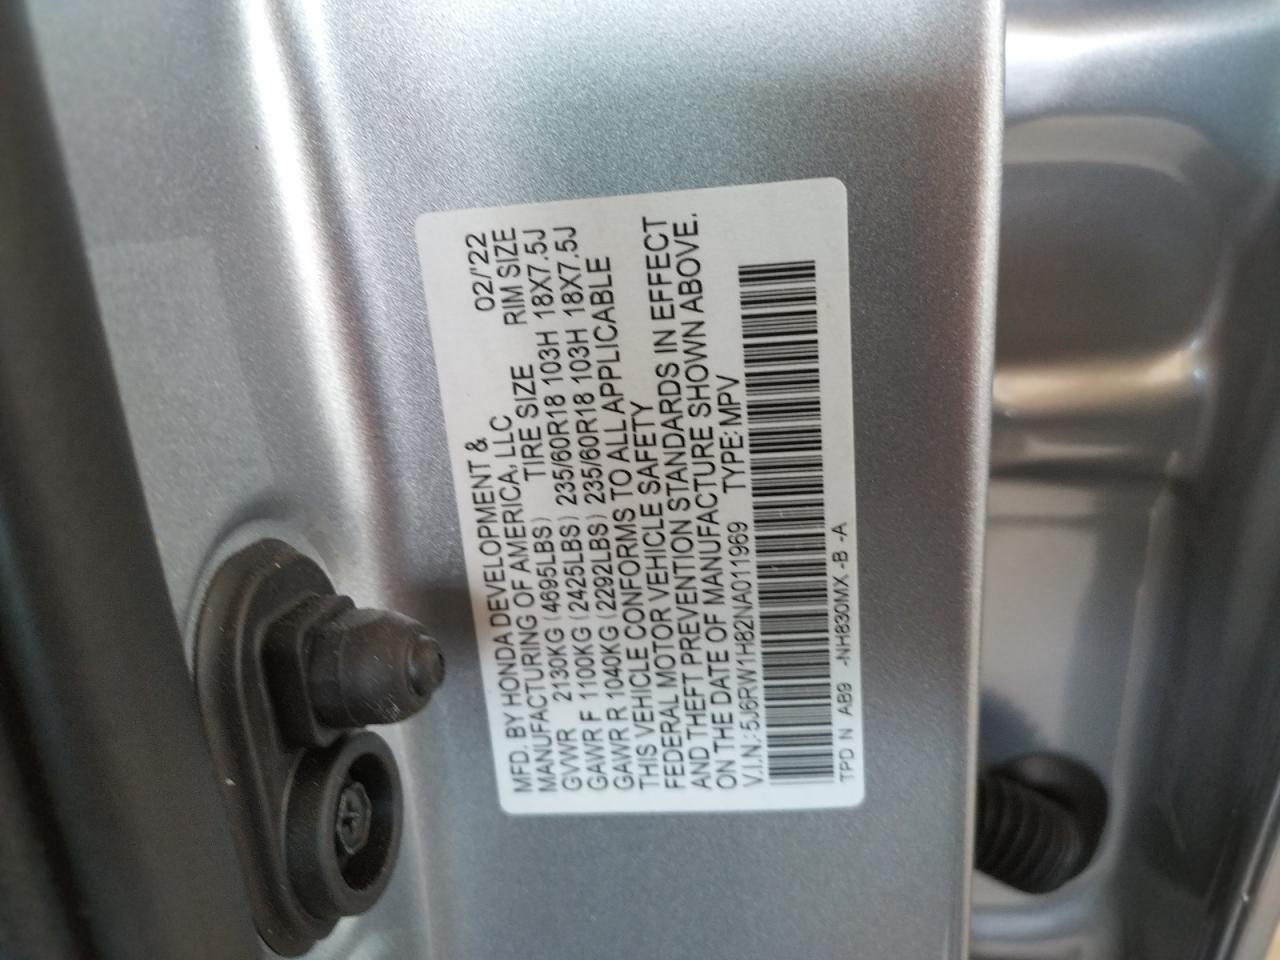 MFD. BY HONDA DEVELOPMENT & 02/'22
MANUFACTURING OF AMERICA, LLC TIRE SIZE RIM SIZE
GVWR 2130KG (4695LBS) 235/60R18 103H 18X7.5J
GAWR F 1100KG (2425LBS) 235/60R18 103H 18X7.5J
GAWR R 1040KG (2292LBS)
THIS VEHICLE CONFORMS TO ALL APPLICABLE
FEDERAL MOTOR VEHICLE SAFETY
AND THEFT PREVENTION STANDARDS IN EFFECT
ON THE DATE OF MANUFACTURE SHOWN ABOVE.
V.I.N.: 5J6RW1H82NA011969 TYPE: MPV
TPD N AB9 -NH830MX -B -A